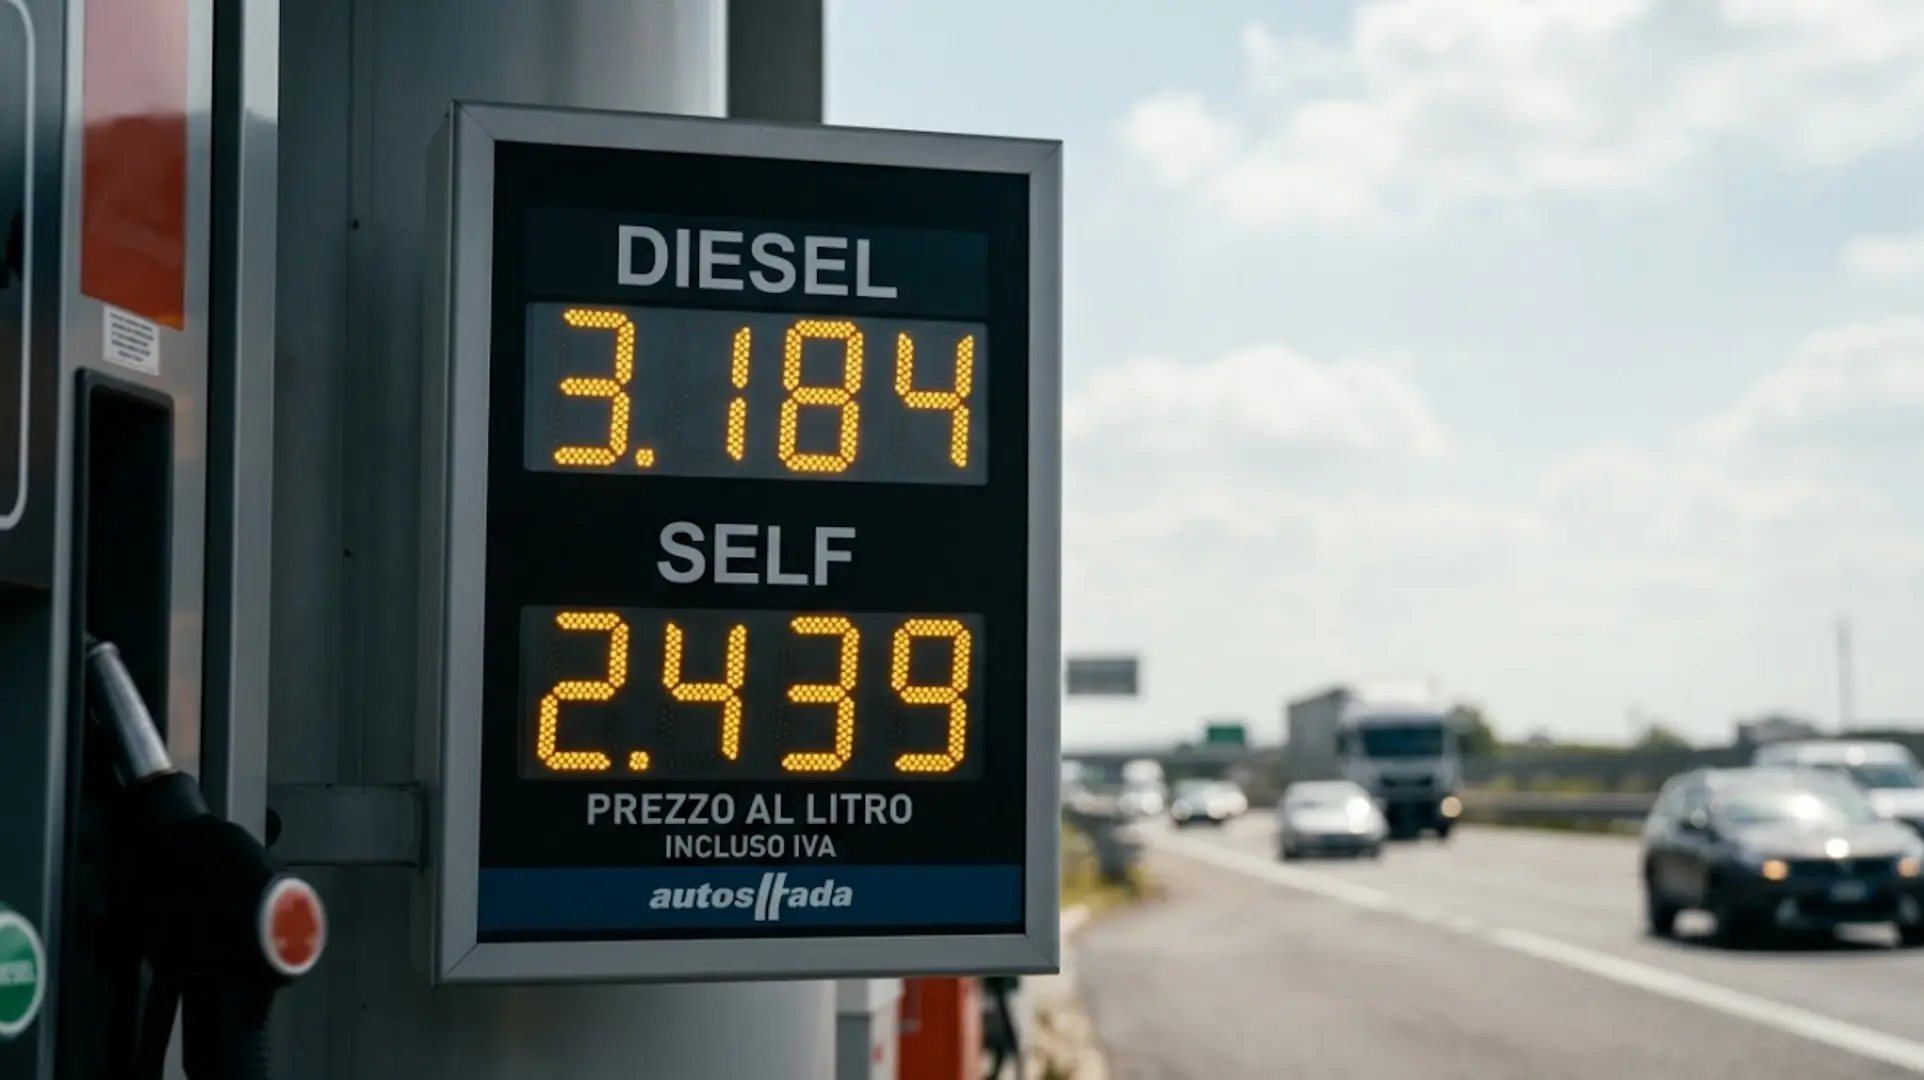 DIESEL
3.184
SELF
2.439
PREZZO AL LITRO
INCLUSO IVA
autostrada